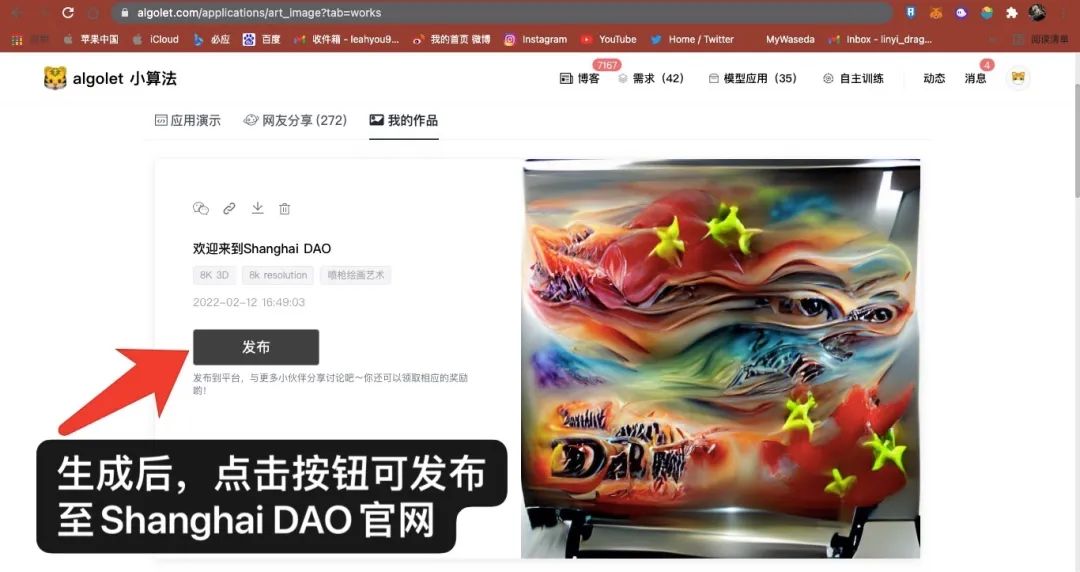 algolet.com/applications/art_image?tab=works
苹果中国 iCloud 必应 百度 收件箱 - leahyou9... 我的首页 微博 Instagram YouTube Home / Twitter MyWaseda Inbox - linyi_drag... 阅读清单
algolet 小算法 博客 7167 需求（42） 模型应用（35） 自主训练 动态 消息 4
应用演示 网友分享 (272) 我的作品
欢迎来到Shanghai DAO
8K 3D 8k resolution 喷枪绘画艺术
2022-02-12 16:49:03
发布
发布到平台，与更多小伙伴分享讨论吧～你还可以领取相应的奖励
哟！
生成后，点击按钮可发布
至Shanghai DAO官网